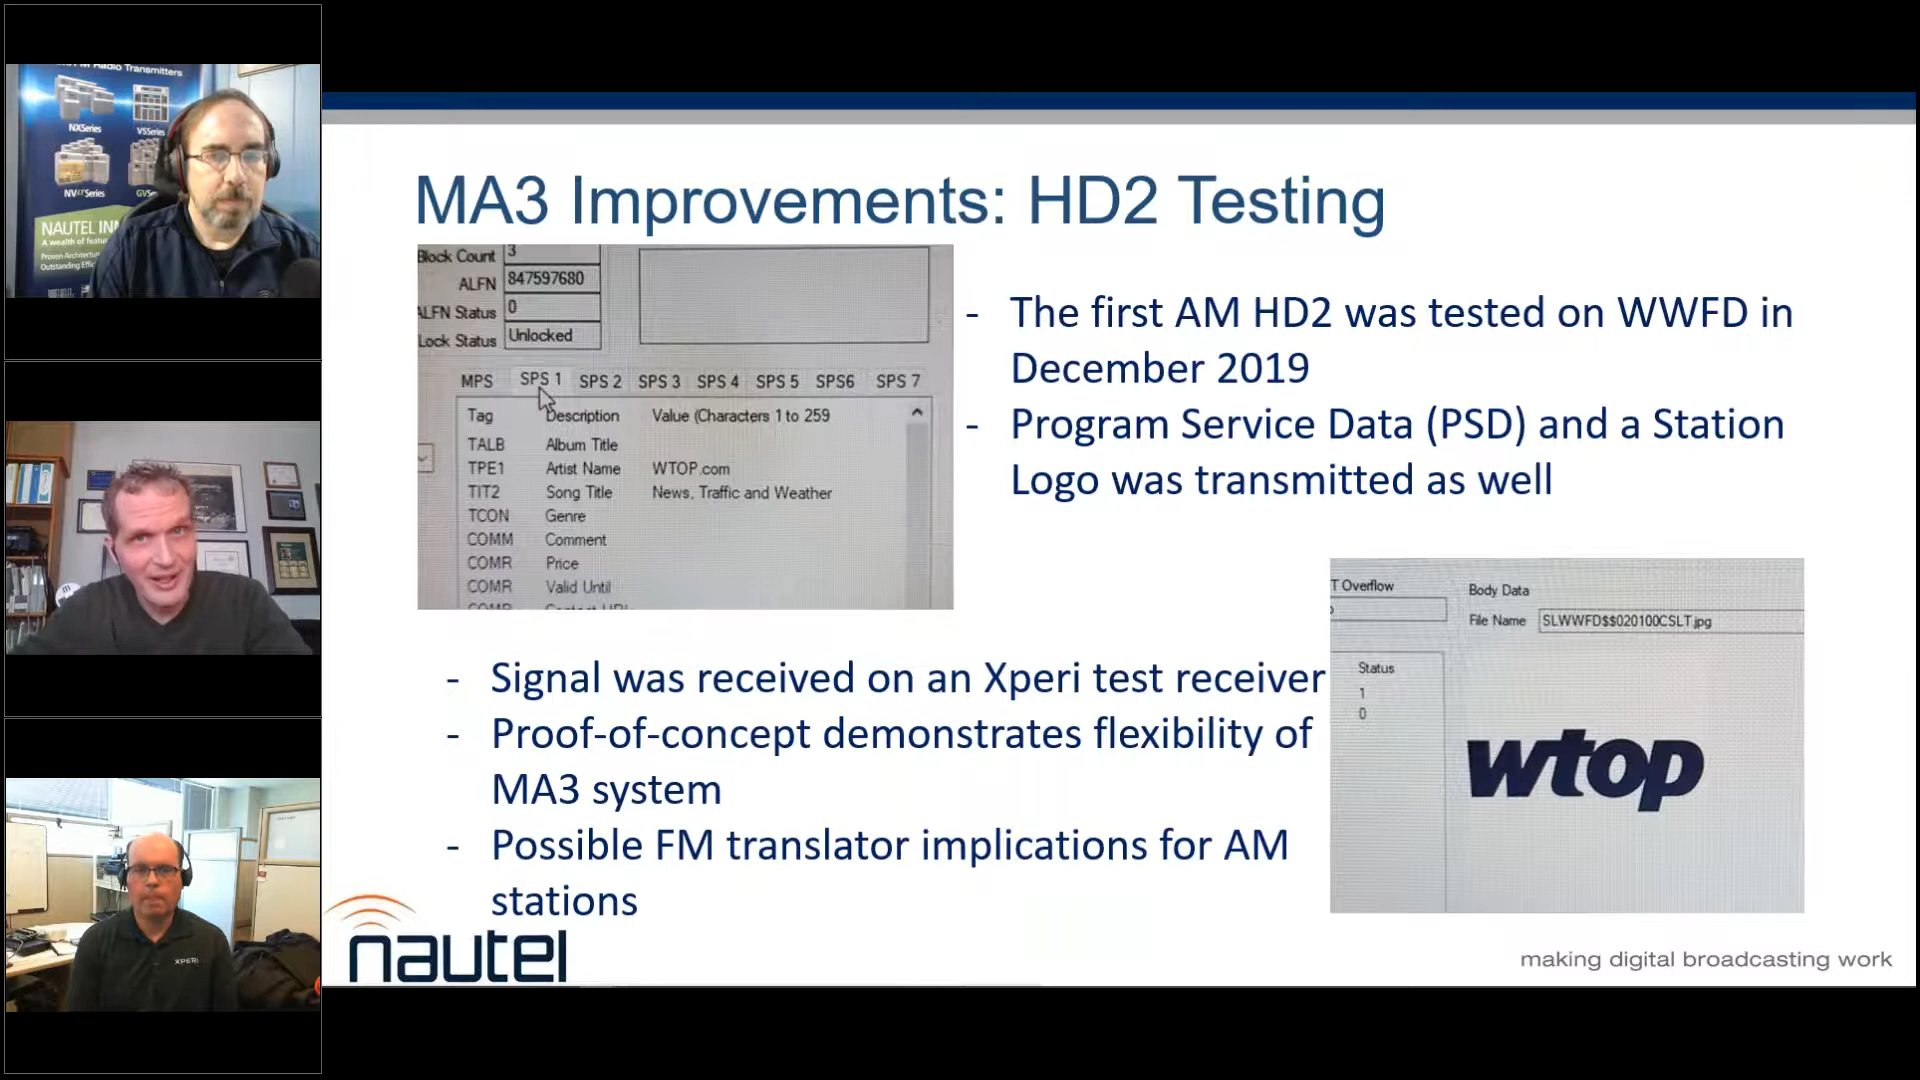 FM Radio Transmitters
NXSeries
VSSeries
NVLTSeries
NAUTEL
A wealth of
Proven
Outstanding
XPERI
MA3 Improvements: HD2 Testing
Block Count 3
ALFN 847597680
ALFN Status 0
Lock Status Unlocked
MPS SPS 1 SPS 2 SPS 3 SPS 4 SPS 5 SPS6 SPS 7
Tag Description Value (Characters 1 to 259
TALB Album Title
TPE1 Artist Name WTOP.com
TIT2 Song Title News, Traffic and Weather
TCON Genre
COMM Comment
COMR Price
COMR Valid Until
- The first AM HD2 was tested on WWFD in
December 2019
- Program Service Data (PSD) and a Station
Logo was transmitted as well
- Signal was received on an Xperi test receiver
- Proof-of-concept demonstrates flexibility of
MA3 system
- Possible FM translator implications for AM
stations
T Overflow
Body Data
File Name SLWWFD$$020100CSLT.jpg
Status
1
0
wtop
nautel
making digital broadcasting work